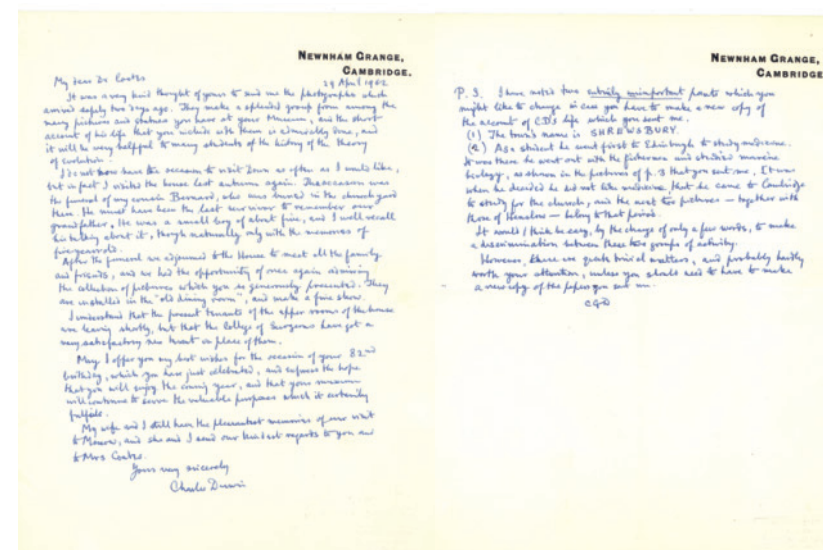 NEWNHAM GRANGE,
CAMBRIDGE.
29 April 1962
My dear Dr Coates
It was a very kind thought of yours to send me the photographs which
arrived safely two days ago. They make a splendid group from among the
many pictures and statues you have at your Museum, and the short
account of his life that you include with them is admirably done, and
it will be very helpful to many students of the history of the theory
of evolution.
I do not now have the occasion to visit Down as often as I would like,
but in fact I visited the house last autumn again. The occasion was
the funeral of my cousin Bernard, who was buried in the churchyard
there. He must have been the last survivor to remember our
grandfather. He was a small boy of about five, and I well recall
his talking about it, though naturally only with the memories of
five years old.
After the funeral we adjourned to the House to meet all the family
and friends, and we had the opportunity of once again admiring
the collection of pictures which you so generously presented. They
are installed in the "old dining room", and make a fine show.
I understand that the present tenants of the upper rooms of the house
are leaving shortly, but that the College of Surgeons have got a
very satisfactory new tenant in place of them.
May I offer you my best wishes for the occasion of your 82nd
birthday, which you have just celebrated, and express the hope
that you will enjoy the coming year, and that your museum
will continue to serve the valuable purposes which it certainly
fulfils.
My wife and I still have the pleasantest memories of our visit
to Moscow, and she and I send our kindest regards to you and
to Mrs Coates.
Yours very sincerely
Charles Darwin
NEWNHAM GRANGE,
CAMBRIDGE
P.S. I have noted two entirely unimportant points which you
might like to change in case you have to make a new copy of
the account of CD's life which you sent me.
(1) The town's name is SHREWSBURY.
(2) As a student he went first to Edinburgh to study medicine.
It was there he went out with the fishermen and studied marine
biology, as shown in the pictures of p. 3 that you sent me. It was
when he decided he did not like medicine, that he came to Cambridge
to study for the church, and the next two pictures — together with
those of Henslow — belong to that period.
It would I think be easy, by the change of only a few words, to make
a discrimination between these two groups of activity.
However, these are quite trivial matters, and probably hardly
worth your attention, unless you should need to have to make
a new copy of the paper you sent me.
CGD